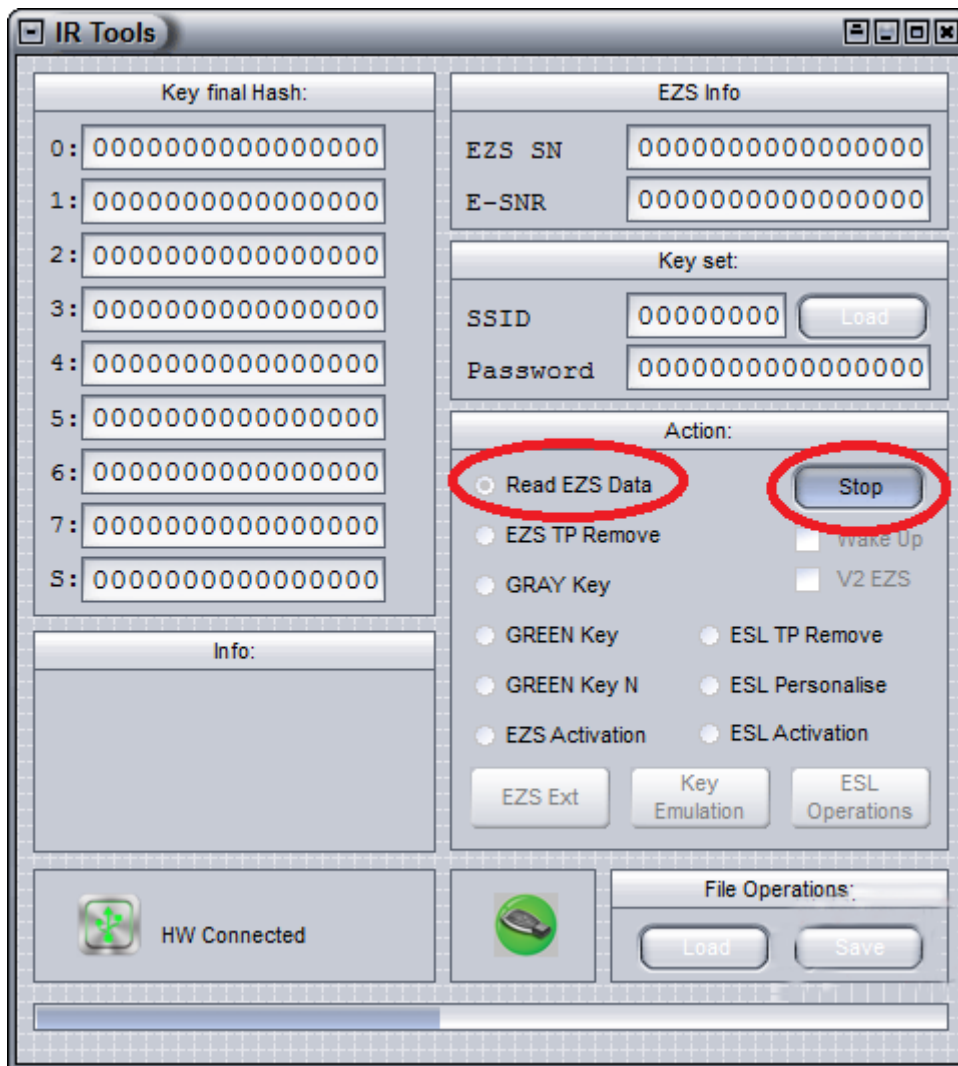 IR Tools
Key final Hash:
0: 0000000000000000
1: 0000000000000000
2: 0000000000000000
3: 0000000000000000
4: 0000000000000000
5: 0000000000000000
6: 0000000000000000
7: 0000000000000000
S: 0000000000000000
Info:
HW Connected
EZS Info
EZS SN 0000000000000000
E-SNR 0000000000000000
Key set:
SSID 00000000 Load
Password 0000000000000000
Action:
Read EZS Data Stop
EZS TP Remove Wake Up
GRAY Key V2 EZS
GREEN Key ESL TP Remove
GREEN Key N ESL Personalise
EZS Activation ESL Activation
EZS Ext
Key
Emulation
ESL
Operations
File Operations:
Load Save